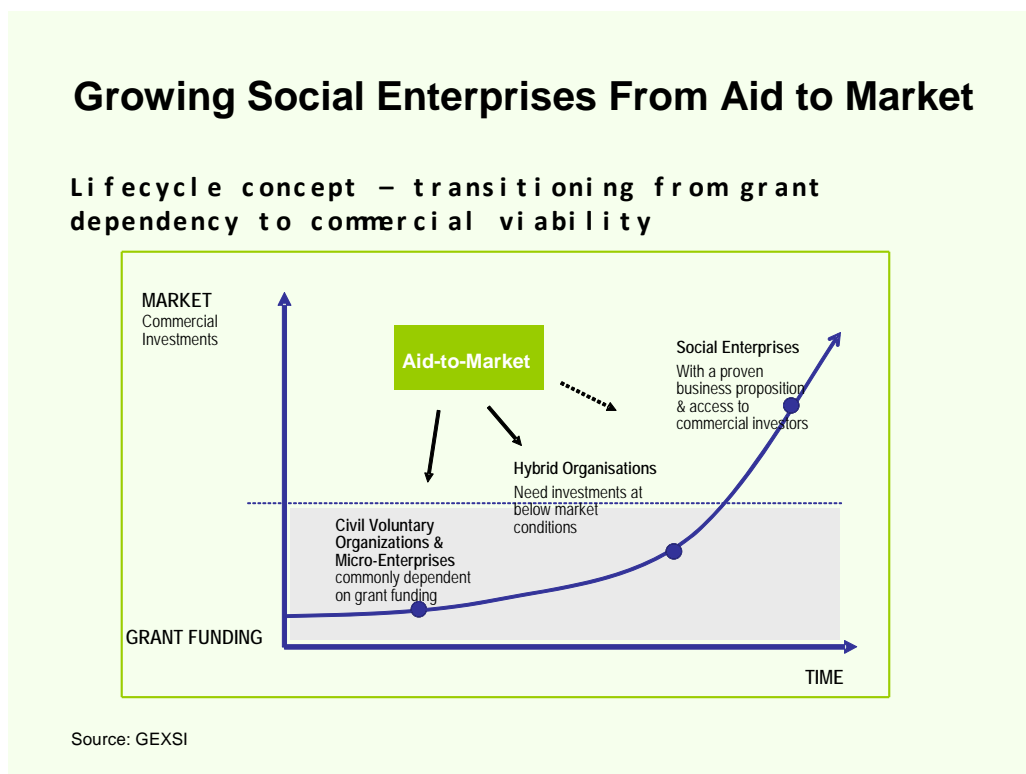 Growing Social Enterprises From Aid to Market
Lifecycle concept – transitioning from grant
dependency to commercial viability
MARKET
Commercial
Investments
Aid-to-Market
Social Enterprises
With a proven
business proposition
& access to
commercial investors
Hybrid Organisations
Need investments at
below market
conditions
Civil Voluntary
Organizations &
Micro-Enterprises
commonly dependent
on grant funding
GRANT FUNDING
TIME
Source: GEXSI